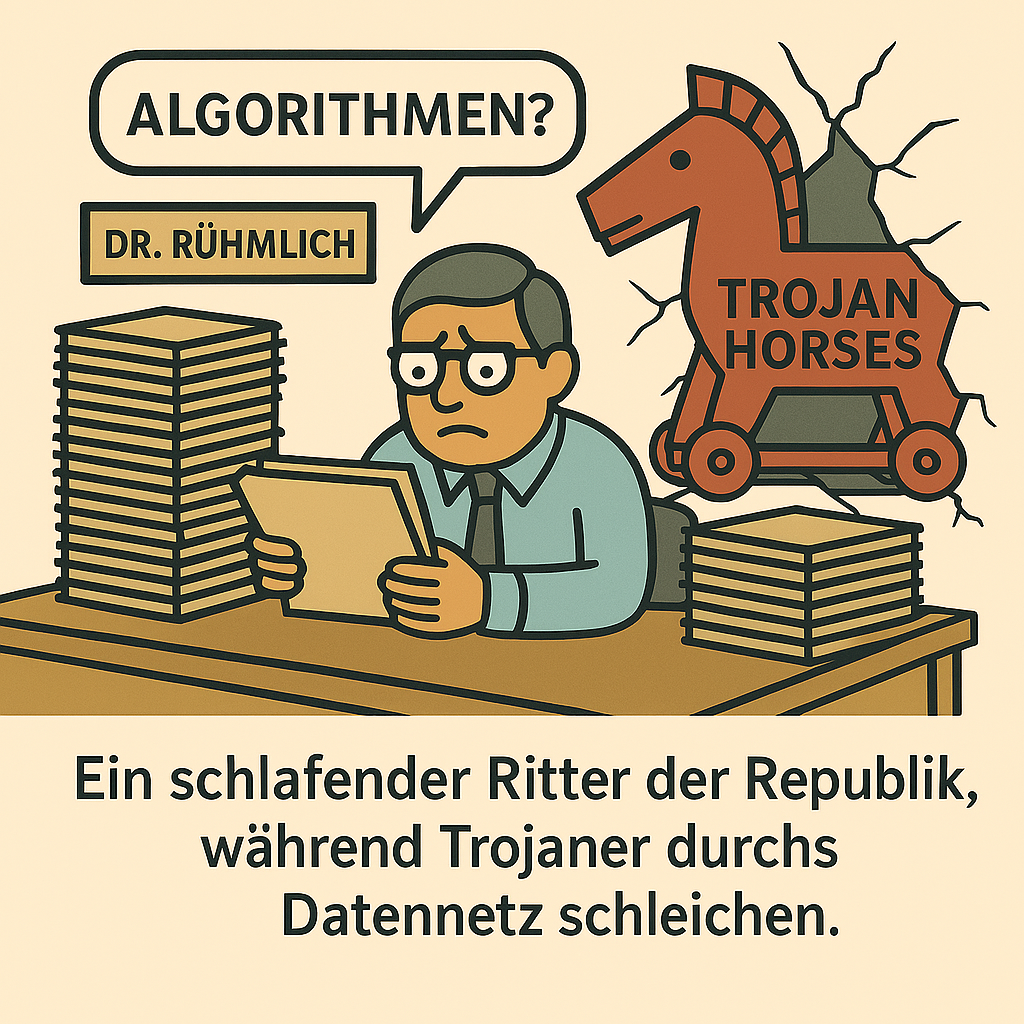 ALGORITHMEN?
DR. RÜHMLICH
TROJAN
HORSES
Ein schlafender Ritter der Republik,
während Trojaner durchs
Datennetz schleichen.